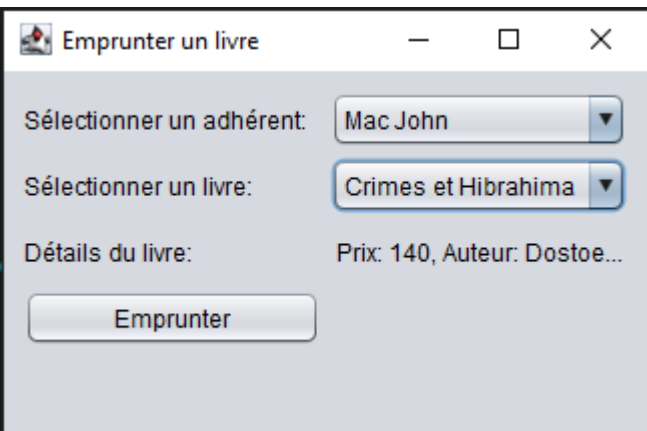 Emprunter un livre
Sélectionner un adhérent: Mac John
Sélectionner un livre: Crimes et Hibrahima
Détails du livre: Prix: 140, Auteur: Dostoe...
Emprunter